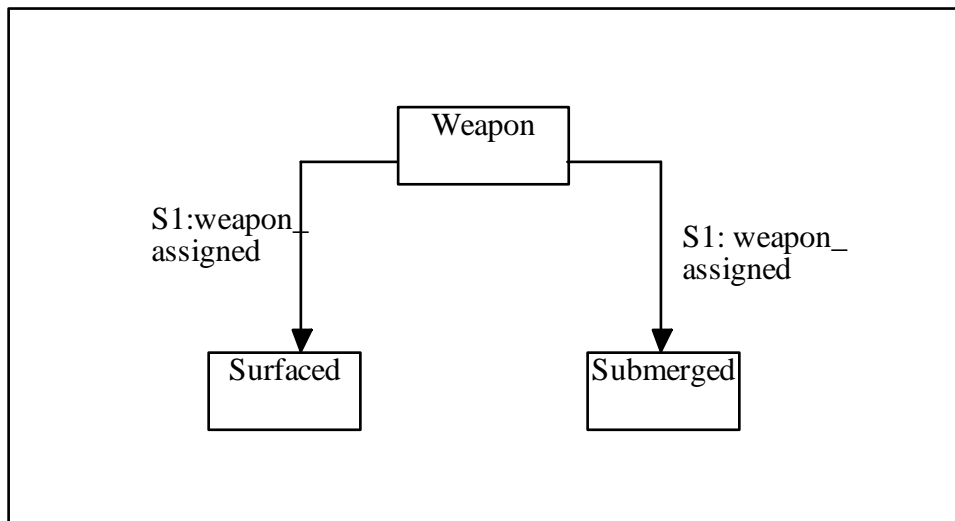 Weapon
S1:weapon_
assigned
S1: weapon_
assigned
Surfaced
Submerged